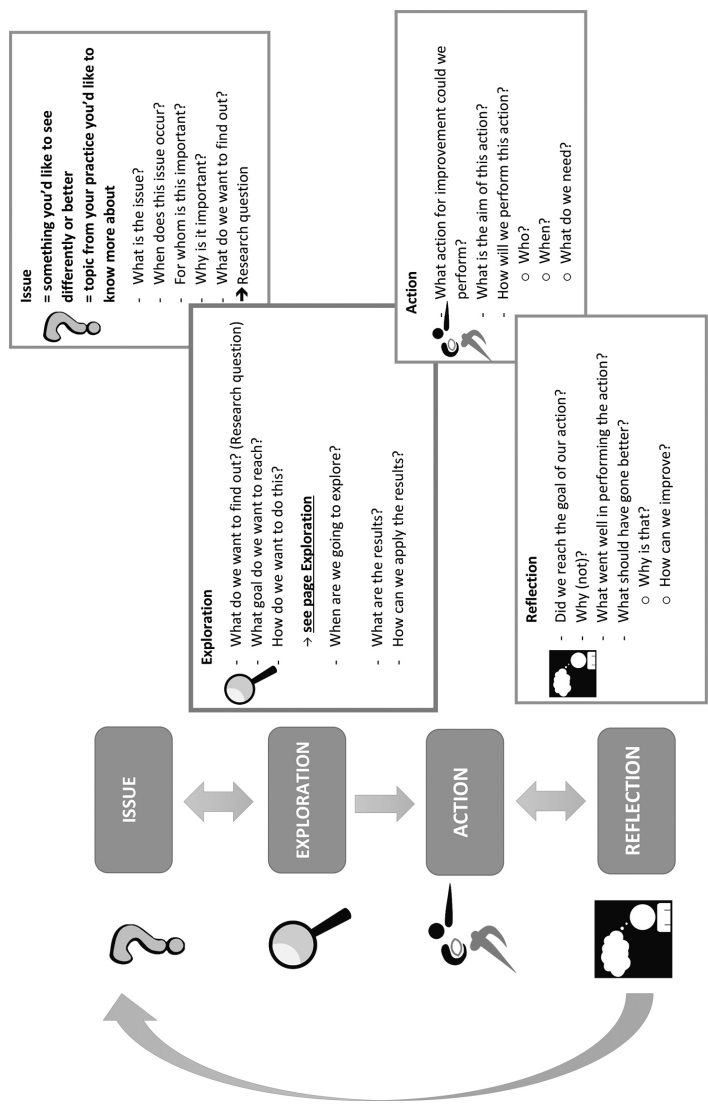 ISSUE
EXPLORATION
ACTION
REFLECTION
Issue
= something you'd like to see
differently or better
= topic from your practice you'd like to
know more about
- What is the issue?
- When does this issue occur?
- For whom is this important?
- Why is it important?
- What do we want to find out?
➔ Research question
Exploration
- What do we want to find out? (Research question)
- What goal do we want to reach?
- How do we want to do this?
→ see page Exploration
- When are we going to explore?
- What are the results?
- How can we apply the results?
Action
- What action for improvement could we
perform?
- What is the aim of this action?
- How will we perform this action?
o Who?
o When?
o What do we need?
Reflection
- Did we reach the goal of our action?
- Why (not)?
- What went well in performing the action?
- What should have gone better?
o Why is that?
o How can we improve?